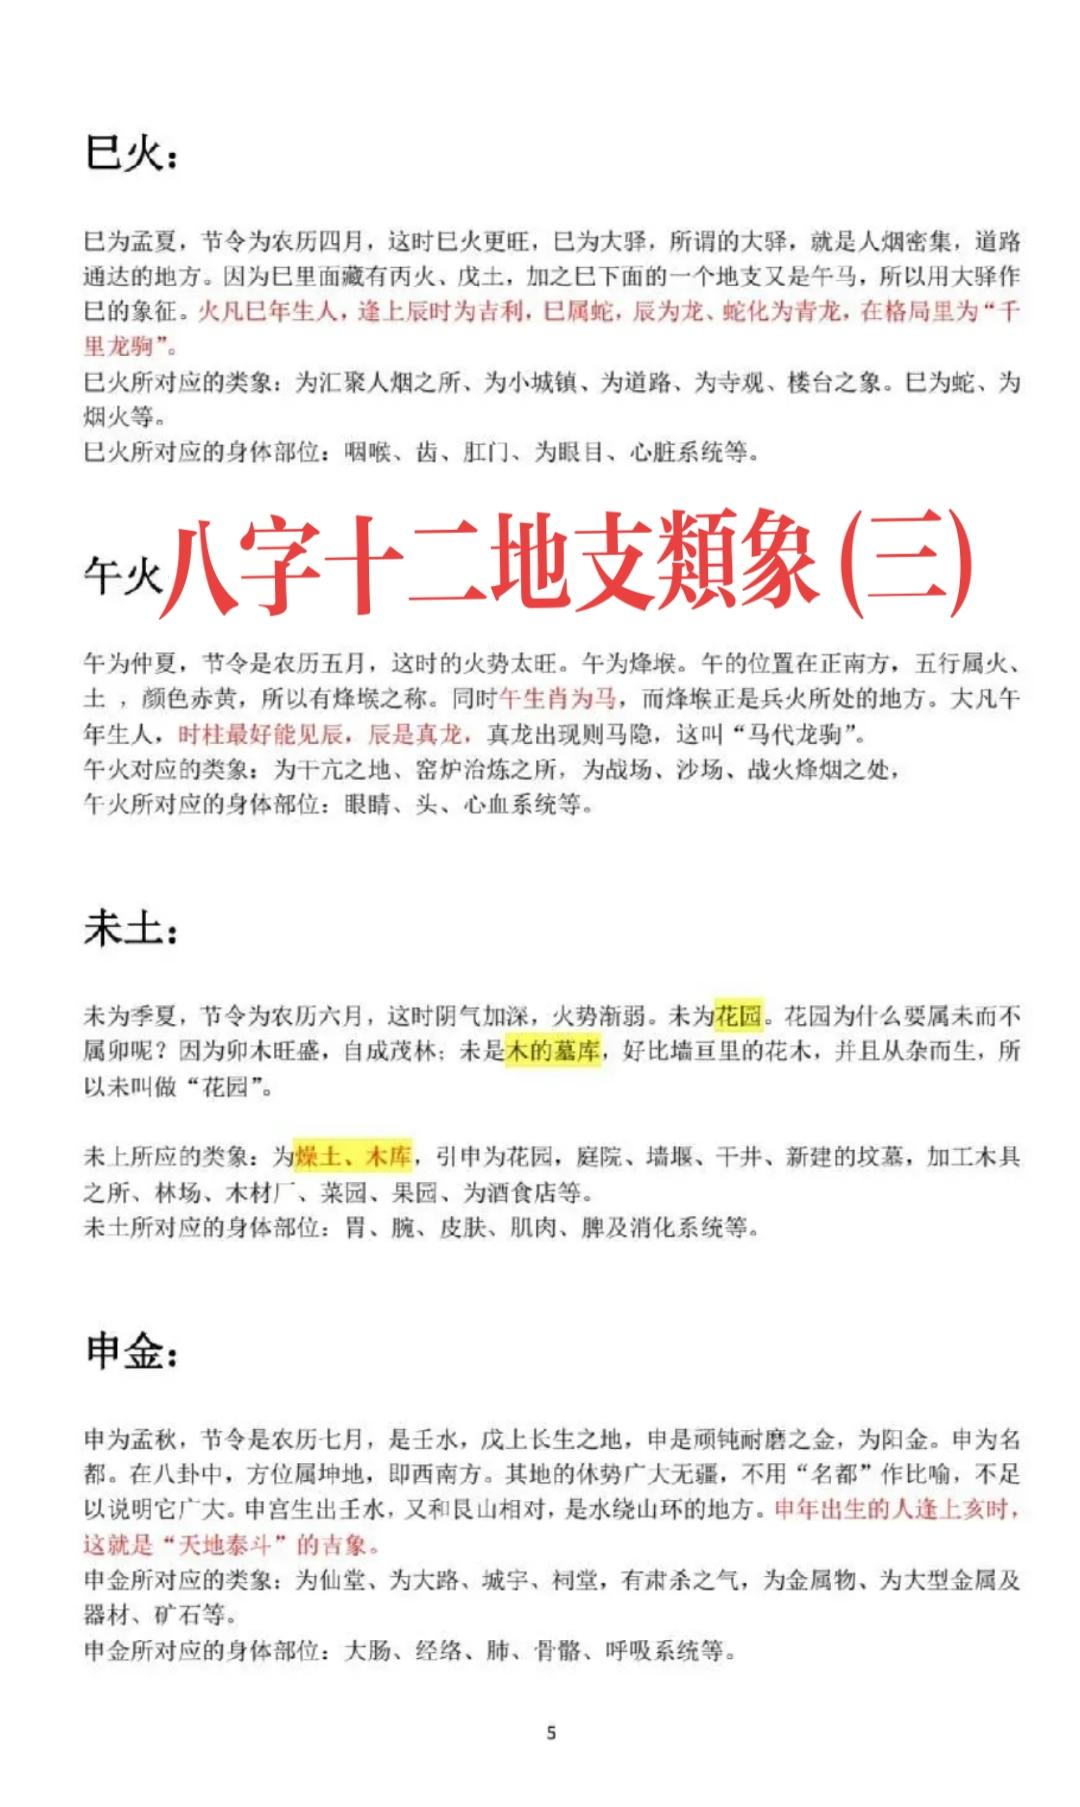 巳火：
巳为孟夏，节令为农历四月，这时巳火更旺，巳为大驿，所谓的大驿，就是人烟密集，道路
通达的地方。因为巳里面藏有丙火、戊土，加之巳下面的一个地支又是午马，所以用大驿作
巳的象征。火凡巳年生人，逢上辰时为吉利，巳属蛇，辰为龙、蛇化为青龙，在格局里为“千
里龙驹”。
巳火所对应的类象：为汇聚人烟之所、为小城镇、为道路、为寺观、楼台之象。巳为蛇、为
烟火等。
巳火所对应的身体部位：咽喉、齿、肛门、为眼目、心脏系统等。
午火
八字十二地支類象(三)
午为仲夏，节令是农历五月，这时的火势太旺。午为烽堠。午的位置在正南方，五行属火、
土 ，颜色赤黄，所以有烽堠之称。同时午生肖为马，而烽堠正是兵火所处的地方。大凡午
年生人，时柱最好能见辰，辰是真龙，真龙出现则马隐，这叫“马代龙驹”。
午火对应的类象：为干亢之地、窑炉治炼之所，为战场、沙场、战火烽烟之处，
午火所对应的身体部位：眼睛、头、心血系统等。
未土：
未为季夏，节令为农历六月，这时阴气加深，火势渐弱。未为花园。花园为什么要属未而不
属卯呢？因为卯木旺盛，自成茂林；未是木的墓库，好比墙亘里的花木，并且从杂而生，所
以未叫做“花园”。
未上所应的类象：为燥土、木库，引申为花园，庭院、墙堰、干井、新建的坟墓，加工木具
之所、林场、木材厂、菜园、果园、为酒食店等。
未土所对应的身体部位：胃、腕、皮肤、肌肉、脾及消化系统等。
申金：
申为孟秋，节令是农历七月，是壬水，戊上长生之地，申是顽钝耐磨之金，为阳金。申为名
都。在八卦中，方位属坤地，即西南方。其地的体势广大无疆，不用“名都”作比喻，不足
以说明它广大。申宫生出壬水，又和艮山相对，是水绕山环的地方。申年出生的人逢上亥时，
这就是“天地泰斗”的吉象。
申金所对应的类象：为仙堂、为大路、城宇、祠堂，有肃杀之气，为金属物、为大型金属及
器材、矿石等。
申金所对应的身体部位：大肠、经络、肺、骨骼、呼吸系统等。
5